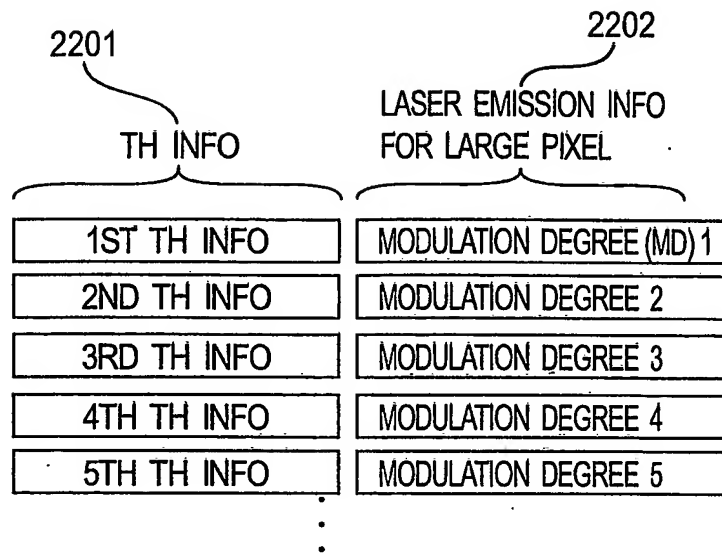 2201
2202
TH INFO
LASER EMISSION INFO
FOR LARGE PIXEL
1ST TH INFO MODULATION DEGREE (MD) 1
2ND TH INFO MODULATION DEGREE 2
3RD TH INFO MODULATION DEGREE 3
4TH TH INFO MODULATION DEGREE 4
5TH TH INFO MODULATION DEGREE 5